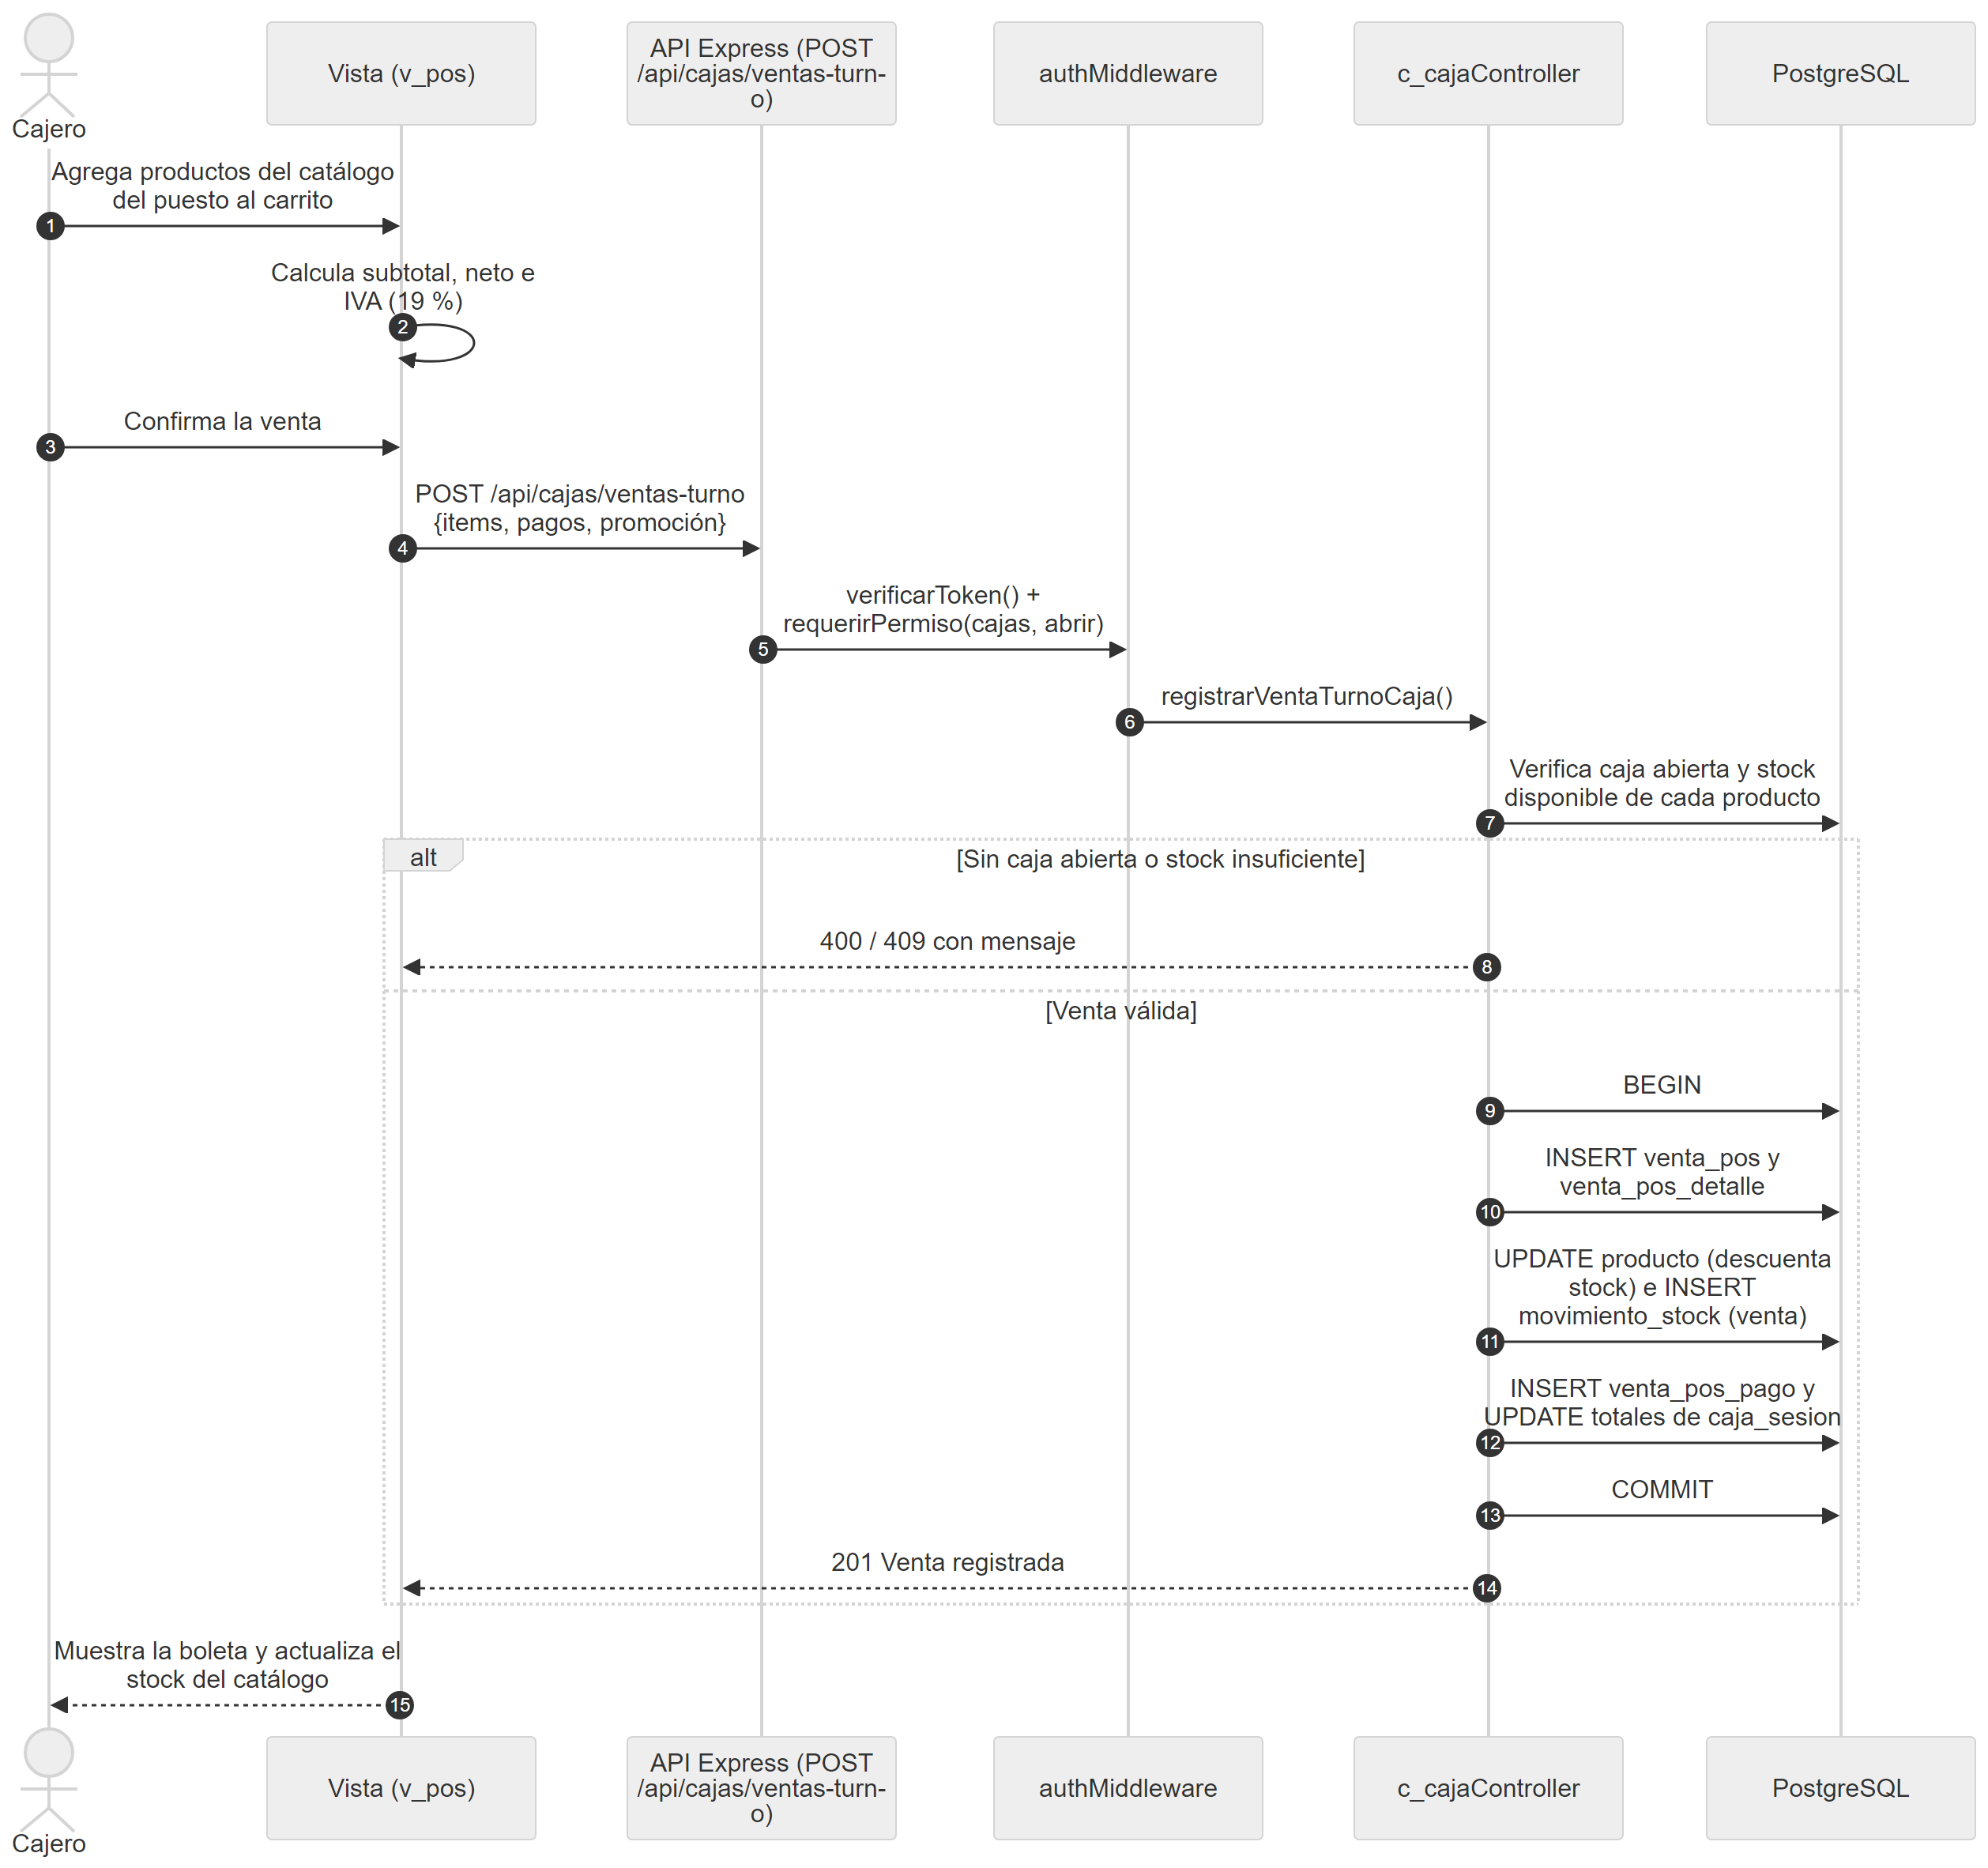 Cajero
Vista (v_pos)
API Express (POST
/api/cajas/ventas-turn-
o)
authMiddleware
c_cajaController
PostgreSQL
Agrega productos del catálogo
del puesto al carrito
1
Calcula subtotal, neto e
IVA (19 %)
2
Confirma la venta
3
POST /api/cajas/ventas-turno
{items, pagos, promoción}
4
verificarToken() +
requerirPermiso(cajas, abrir)
5
registrarVentaTurnoCaja()
6
Verifica caja abierta y stock
disponible de cada producto
7
alt
[Sin caja abierta o stock insuficiente]
400 / 409 con mensaje
8
[Venta válida]
BEGIN
9
INSERT venta_pos y
venta_pos_detalle
10
UPDATE producto (descuenta
stock) e INSERT
movimiento_stock (venta)
11
INSERT venta_pos_pago y
UPDATE totales de caja_sesion
12
COMMIT
13
201 Venta registrada
14
Muestra la boleta y actualiza el
stock del catálogo
15
Cajero
Vista (v_pos)
API Express (POST
/api/cajas/ventas-turn-
o)
authMiddleware
c_cajaController
PostgreSQL